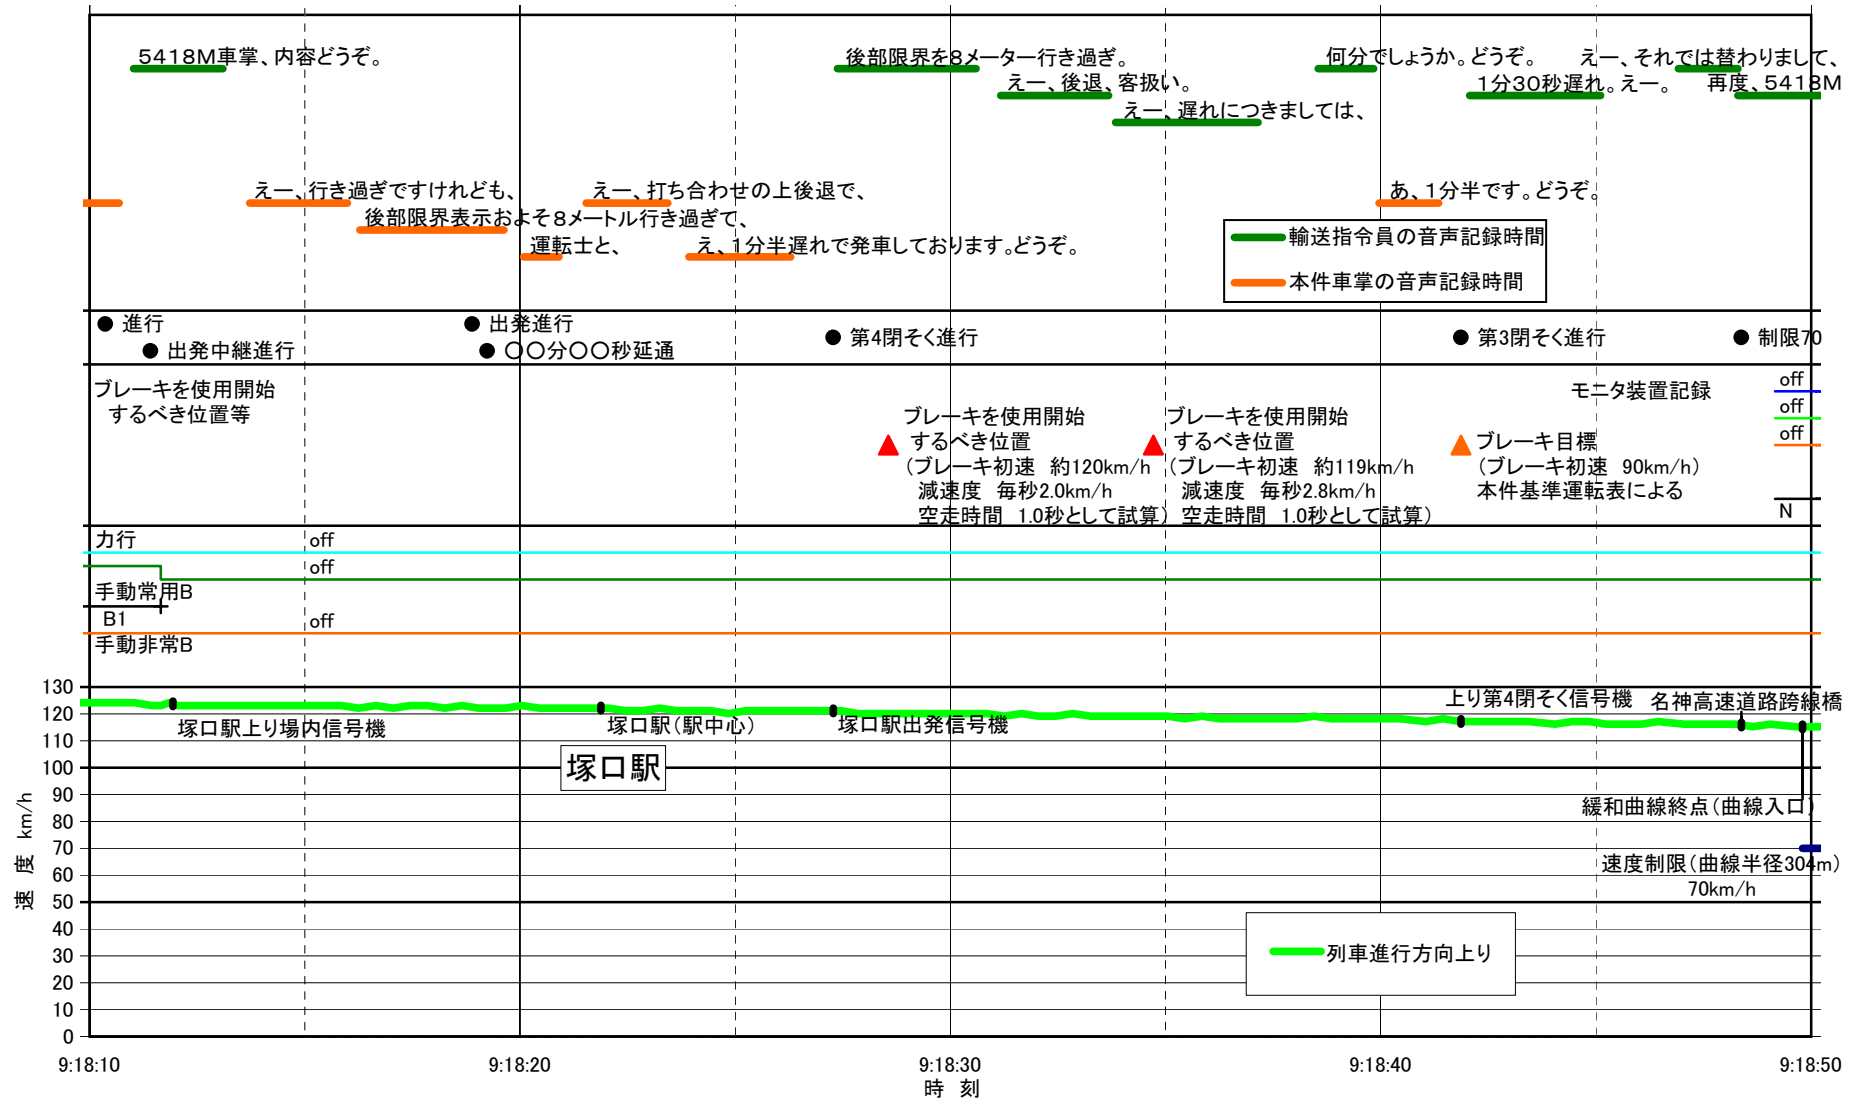 5418M車掌、内容どうぞ。
後部限界を8メーター行き過ぎ。
何分でしょうか。どうぞ。
えー、それでは替わりまして、
えー、後退、客扱い。
1分30秒遅れ。えー。
再度、5418M
えー、遅れにつきましては、
えー、行き過ぎですけれども、
えー、打ち合わせの上後退で、
あ、1分半です。どうぞ。
後部限界表示およそ8メートル行き過ぎて、
運転士と、
え、1分半遅れで発車しております。どうぞ。
輸送指令員の音声記録時間
本件車掌の音声記録時間
進行
出発進行
第4閉そく進行
第3閉そく進行
制限70
出発中継進行
〇〇分〇〇秒延通
ブレーキを使用開始
するべき位置等
ブレーキを使用開始
するべき位置
(ブレーキ初速 約120km/h
減速度 毎秒2.0km/h
空走時間 1.0秒として試算)
ブレーキを使用開始
するべき位置
(ブレーキ初速 約119km/h
減速度 毎秒2.8km/h
空走時間 1.0秒として試算)
ブレーキ目標
(ブレーキ初速 90km/h)
本件基準運転表による
モニタ装置記録
off
off
off
N
力行
off
off
手動常用B
B1
off
手動非常B
130
120
110
100
90
80
70
60
50
40
30
20
10
0
速 度 km/h
塚口駅上り場内信号機
塚口駅(駅中心)
塚口駅出発信号機
上り第4閉そく信号機
名神高速道路跨線橋
塚口駅
緩和曲線終点(曲線入口)
速度制限(曲線半径304m)
70km/h
列車進行方向上り
9:18:10
9:18:20
9:18:30
9:18:40
9:18:50
時 刻